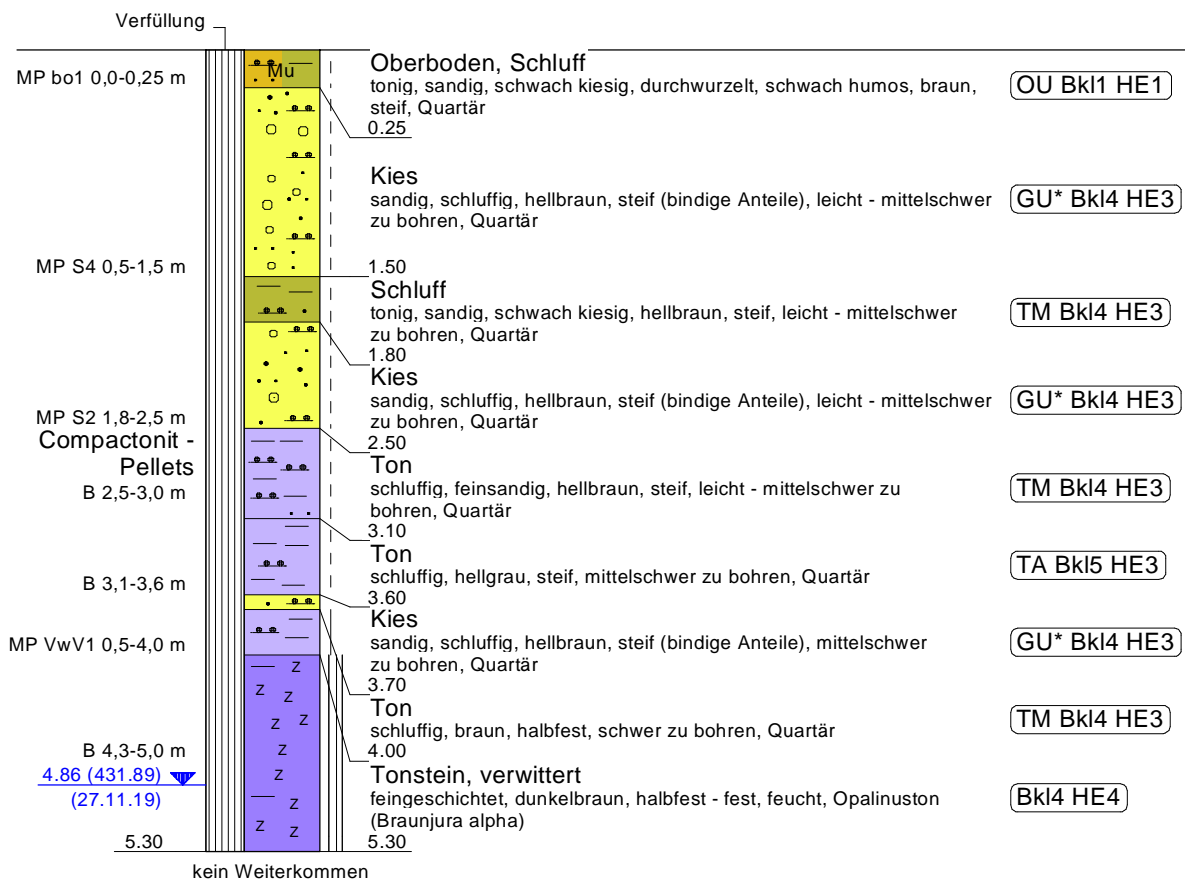 Verfüllung
MP bo1 0,0-0,25 m
Mu
Oberboden, Schluff
tonig, sandig, schwach kiesig, durchwurzelt, schwach humos, braun,
steif, Quartär
0.25
OU Bkl1 HE1
Kies
sandig, schluffig, hellbraun, steif (bindige Anteile), leicht - mittelschwer
zu bohren, Quartär
GU* Bkl4 HE3
MP S4 0,5-1,5 m
1.50
Schluff
tonig, sandig, schwach kiesig, hellbraun, steif, leicht - mittelschwer
zu bohren, Quartär
TM Bkl4 HE3
1.80
Kies
sandig, schluffig, hellbraun, steif (bindige Anteile), leicht - mittelschwer
zu bohren, Quartär
GU* Bkl4 HE3
MP S2 1,8-2,5 m
2.50
Compactonit -
Pellets
B 2,5-3,0 m
Ton
schluffig, feinsandig, hellbraun, steif, leicht - mittelschwer zu
bohren, Quartär
TM Bkl4 HE3
3.10
Ton
schluffig, hellgrau, steif, mittelschwer zu bohren, Quartär
TA Bkl5 HE3
B 3,1-3,6 m
3.60
Kies
sandig, schluffig, hellbraun, steif (bindige Anteile), mittelschwer
zu bohren, Quartär
GU* Bkl4 HE3
MP VwV1 0,5-4,0 m
3.70
Ton
schluffig, braun, halbfest, schwer zu bohren, Quartär
TM Bkl4 HE3
4.00
B 4,3-5,0 m
4.86 (431.89)
(27.11.19)
Z
Z
Z
Z
Z
Z
Z
Z
Z
Z
Tonstein, verwittert
feingeschichtet, dunkelbraun, halbfest - fest, feucht, Opalinuston
(Braunjura alpha)
Bkl4 HE4
5.30
5.30
kein Weiterkommen